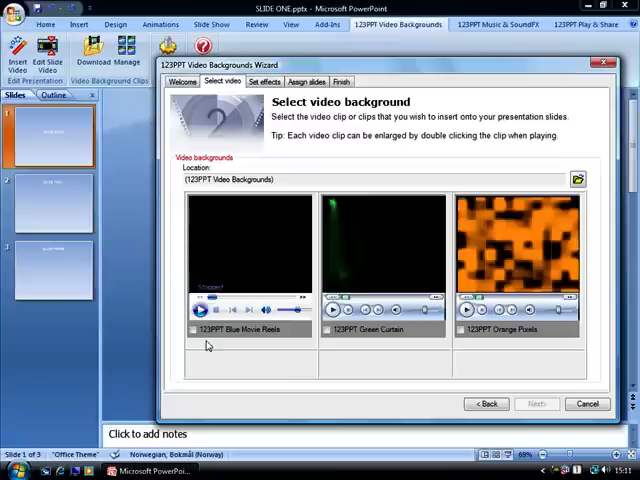 SLIDE ONE.pptx - Microsoft PowerPoint
Home Insert Design Animations Slide Show Review View Add-Ins 123PPT Video Backgrounds 123PPT Music & SoundFX 123PPT Play & Share
Insert Video Edit Slide Video Download Manage
Edit Presentation Video Background Clips
Slides Outline
1
2
3
123PPT Video Backgrounds Wizard
Welcome Select video Set effects Assign slides Finish
2
Select video background
Select the video clip or clips that you wish to insert onto your presentation slides.
Tip: Each video clip can be enlarged by double clicking the clip when playing.
Video backgrounds
Location:
(123PPT Video Backgrounds)
Stopped
123PPT Blue Movie Reels 123PPT Green Curtain 123PPT Orange Pixels
< Back Next> Cancel
Click to add notes
Slide 1 of 3 "Office Theme" Norwegian, Bokmål (Norway) 69%
Microsoft PowerPoi... 15:11